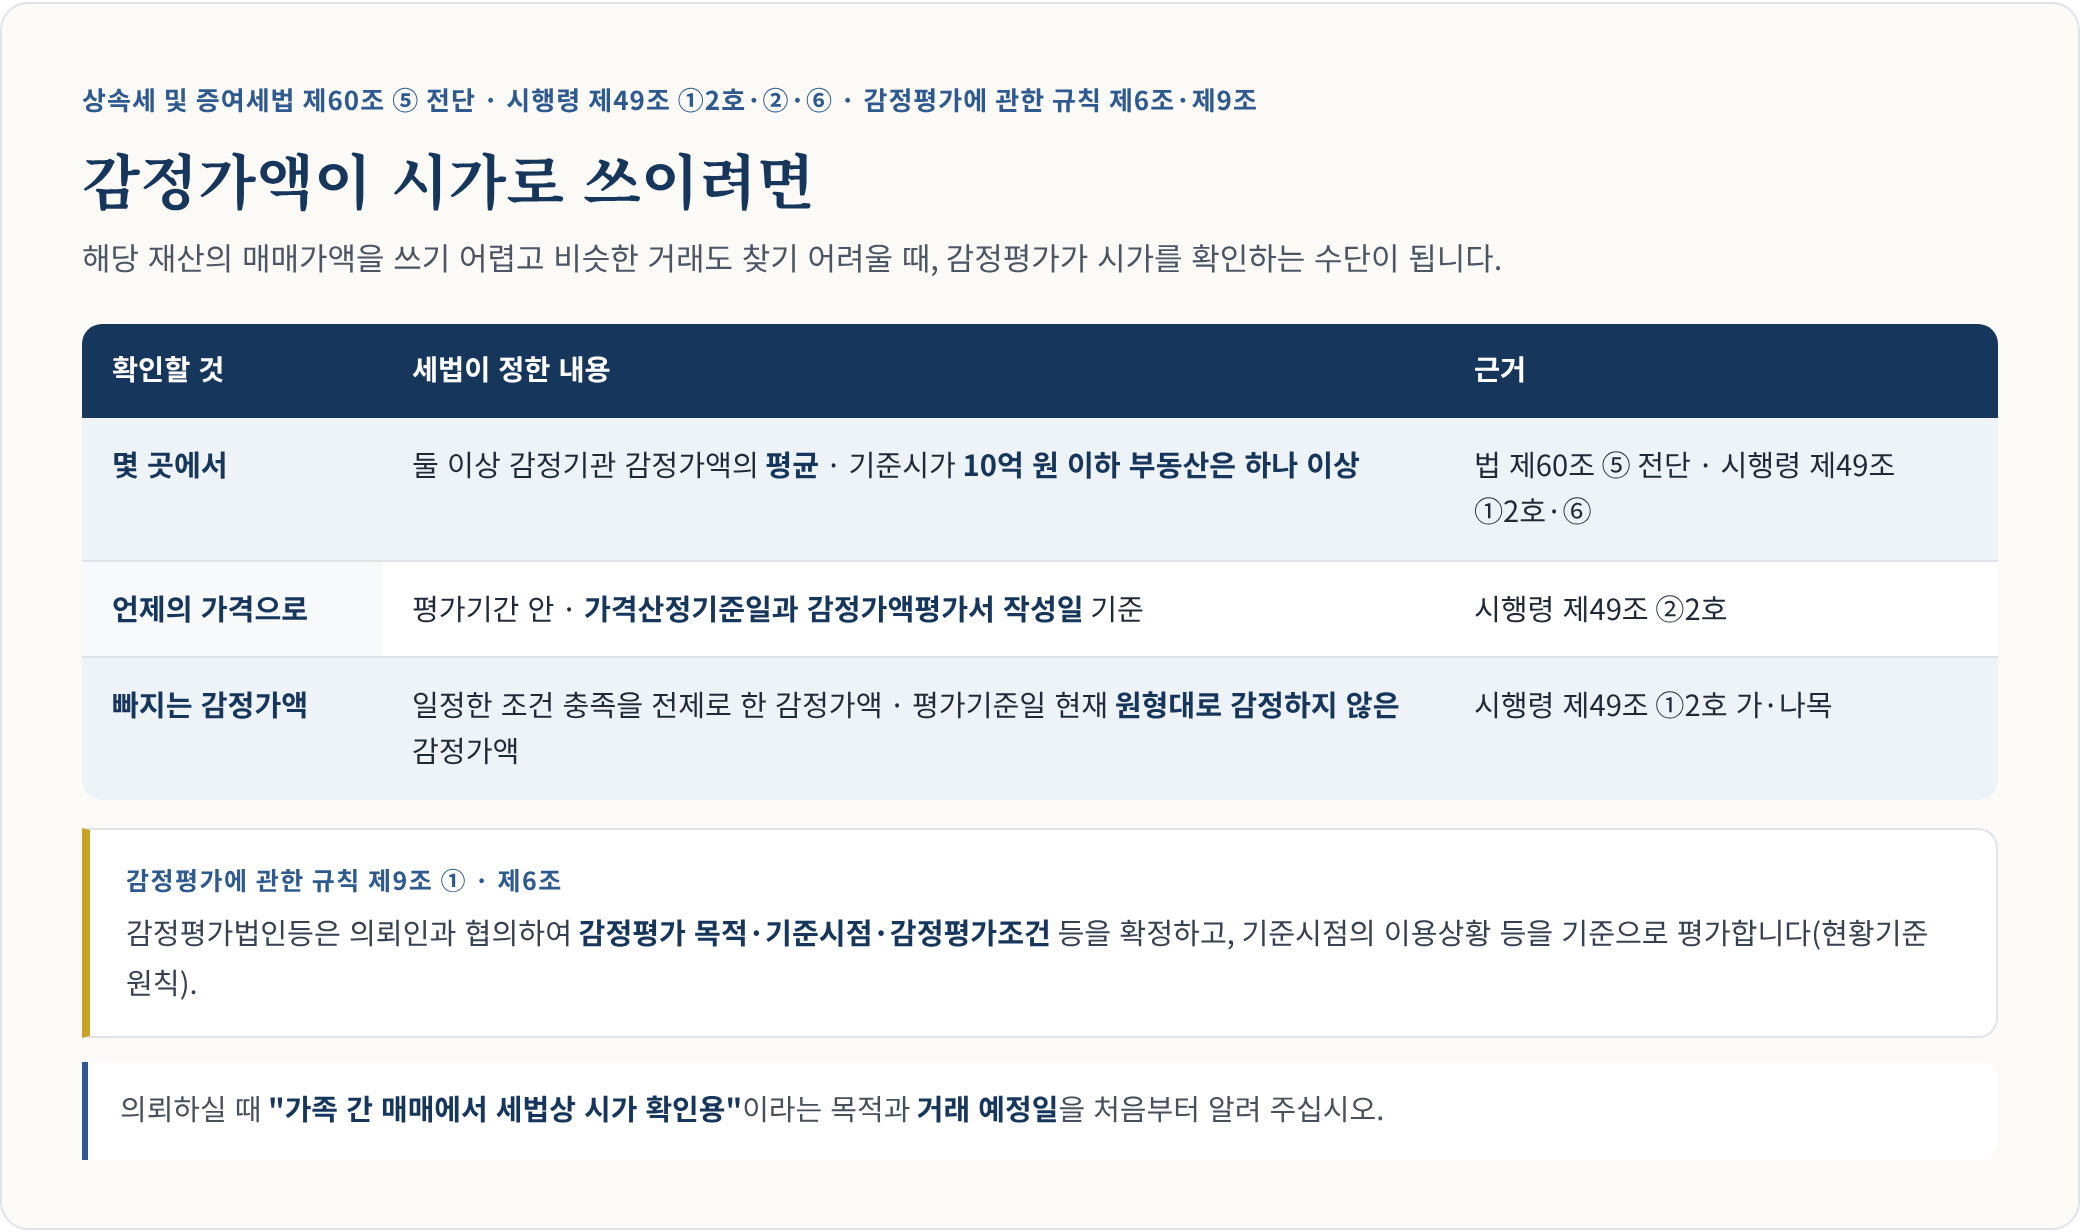 상속세 및 증여세법 제60조 ⑤ 전단 · 시행령 제49조 ①2호·②·⑥ · 감정평가에 관한 규칙 제6조·제9조
감정가액이 시가로 쓰이려면
해당 재산의 매매가액을 쓰기 어렵고 비슷한 거래도 찾기 어려울 때, 감정평가가 시가를 확인하는 수단이 됩니다.
확인할 것 세법이 정한 내용 근거
몇 곳에서 둘 이상 감정기관 감정가액의 평균 · 기준시가 10억 원 이하 부동산은 하나 이상 법 제60조 ⑤ 전단 · 시행령 제49조
①2호·⑥
언제의 가격으로 평가기간 안 · 가격산정기준일과 감정가액평가서 작성일 기준 시행령 제49조 ②2호
빠지는 감정가액 일정한 조건 충족을 전제로 한 감정가액 · 평가기준일 현재 원형대로 감정하지 않은 시행령 제49조 ①2호 가·나목
감정가액
감정평가에 관한 규칙 제9조 ① · 제6조
감정평가법인등은 의뢰인과 협의하여 감정평가 목적·기준시점·감정평가조건 등을 확정하고, 기준시점의 이용상황 등을 기준으로 평가합니다(현황기준
원칙).
의뢰하실 때 "가족 간 매매에서 세법상 시가 확인용"이라는 목적과 거래 예정일을 처음부터 알려 주십시오.